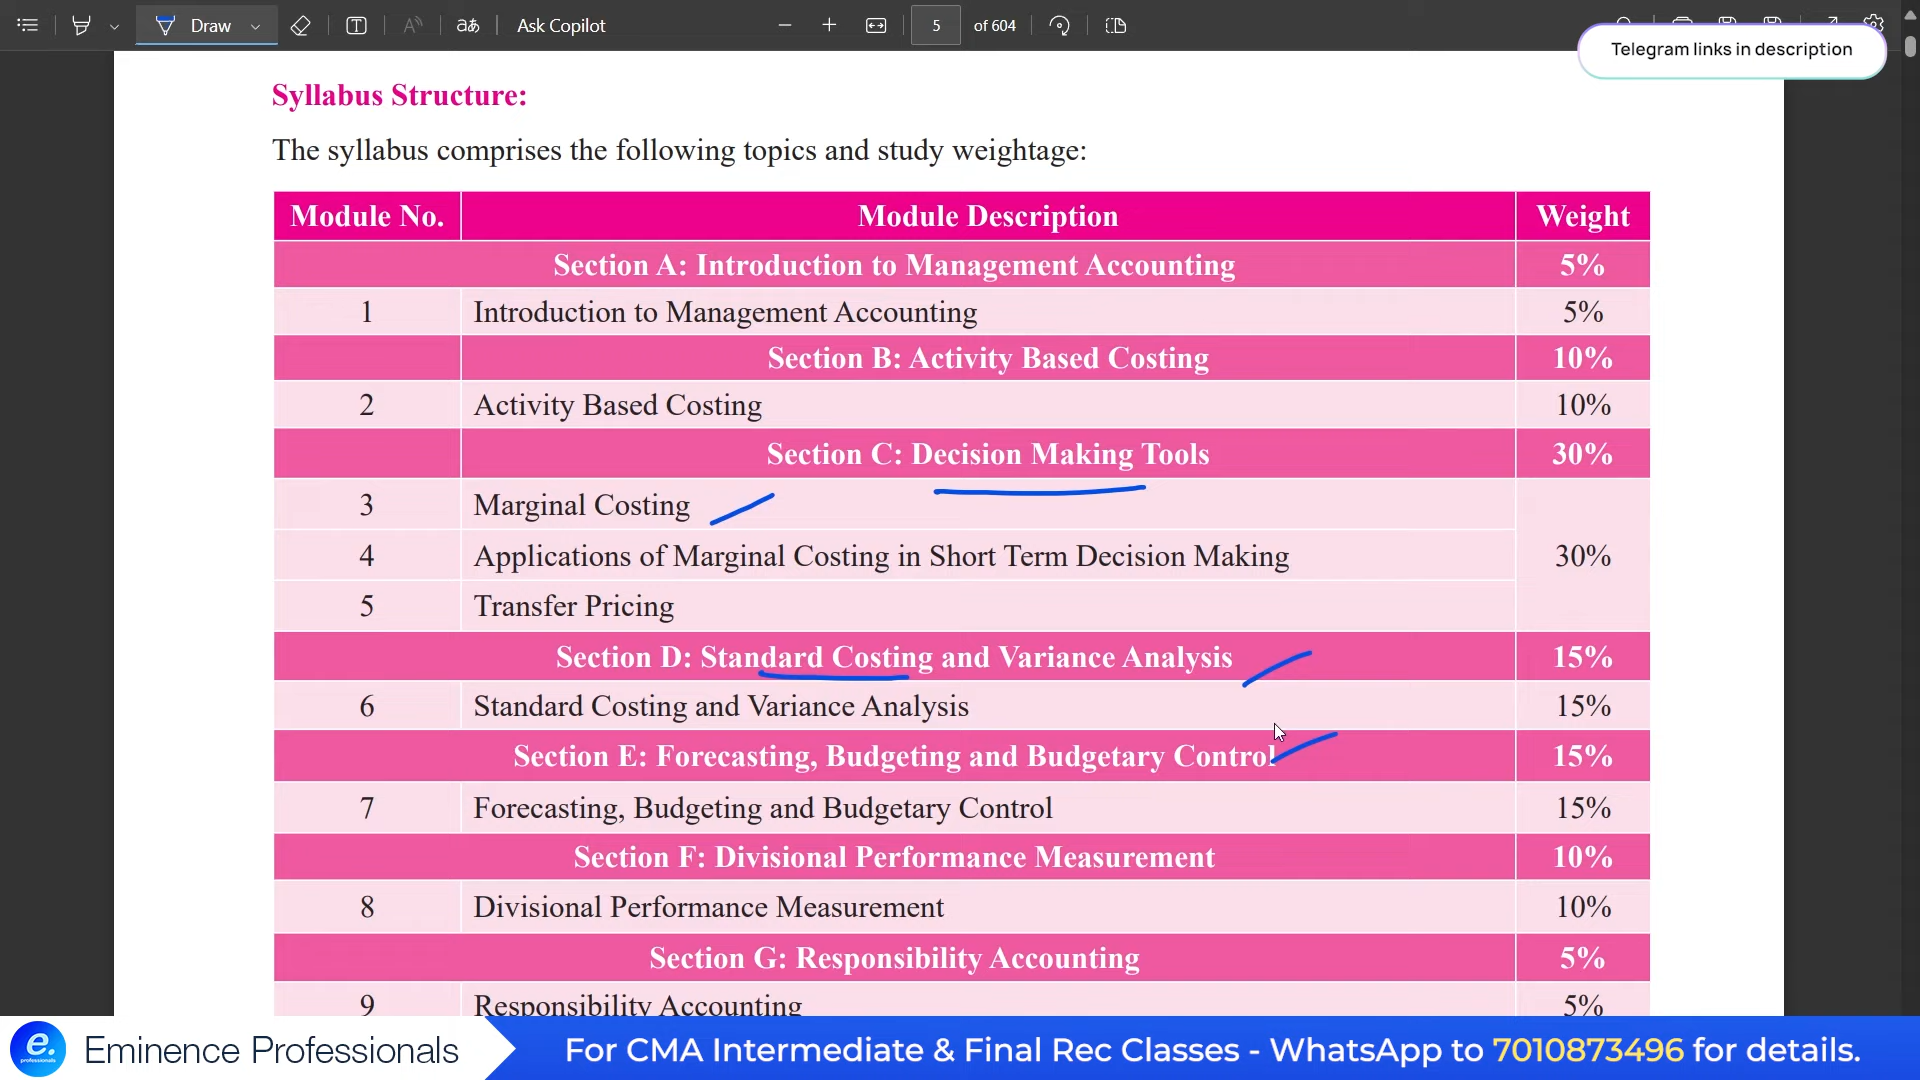 Draw
T
A
aあ
Ask Copilot
5
of 604
Telegram links in description
Syllabus Structure:
The syllabus comprises the following topics and study weightage:
Module No. Module Description Weight
Section A: Introduction to Management Accounting 5%
1 Introduction to Management Accounting 5%
Section B: Activity Based Costing 10%
2 Activity Based Costing 10%
Section C: Decision Making Tools 30%
3 Marginal Costing
4 Applications of Marginal Costing in Short Term Decision Making 30%
5 Transfer Pricing
Section D: Standard Costing and Variance Analysis 15%
6 Standard Costing and Variance Analysis 15%
Section E: Forecasting, Budgeting and Budgetary Control 15%
7 Forecasting, Budgeting and Budgetary Control 15%
Section F: Divisional Performance Measurement 10%
8 Divisional Performance Measurement 10%
Section G: Responsibility Accounting 5%
9 Responsibility Accounting 5%
e.
professionals
Eminence Professionals
For CMA Intermediate & Final Rec Classes - WhatsApp to 7010873496 for details.